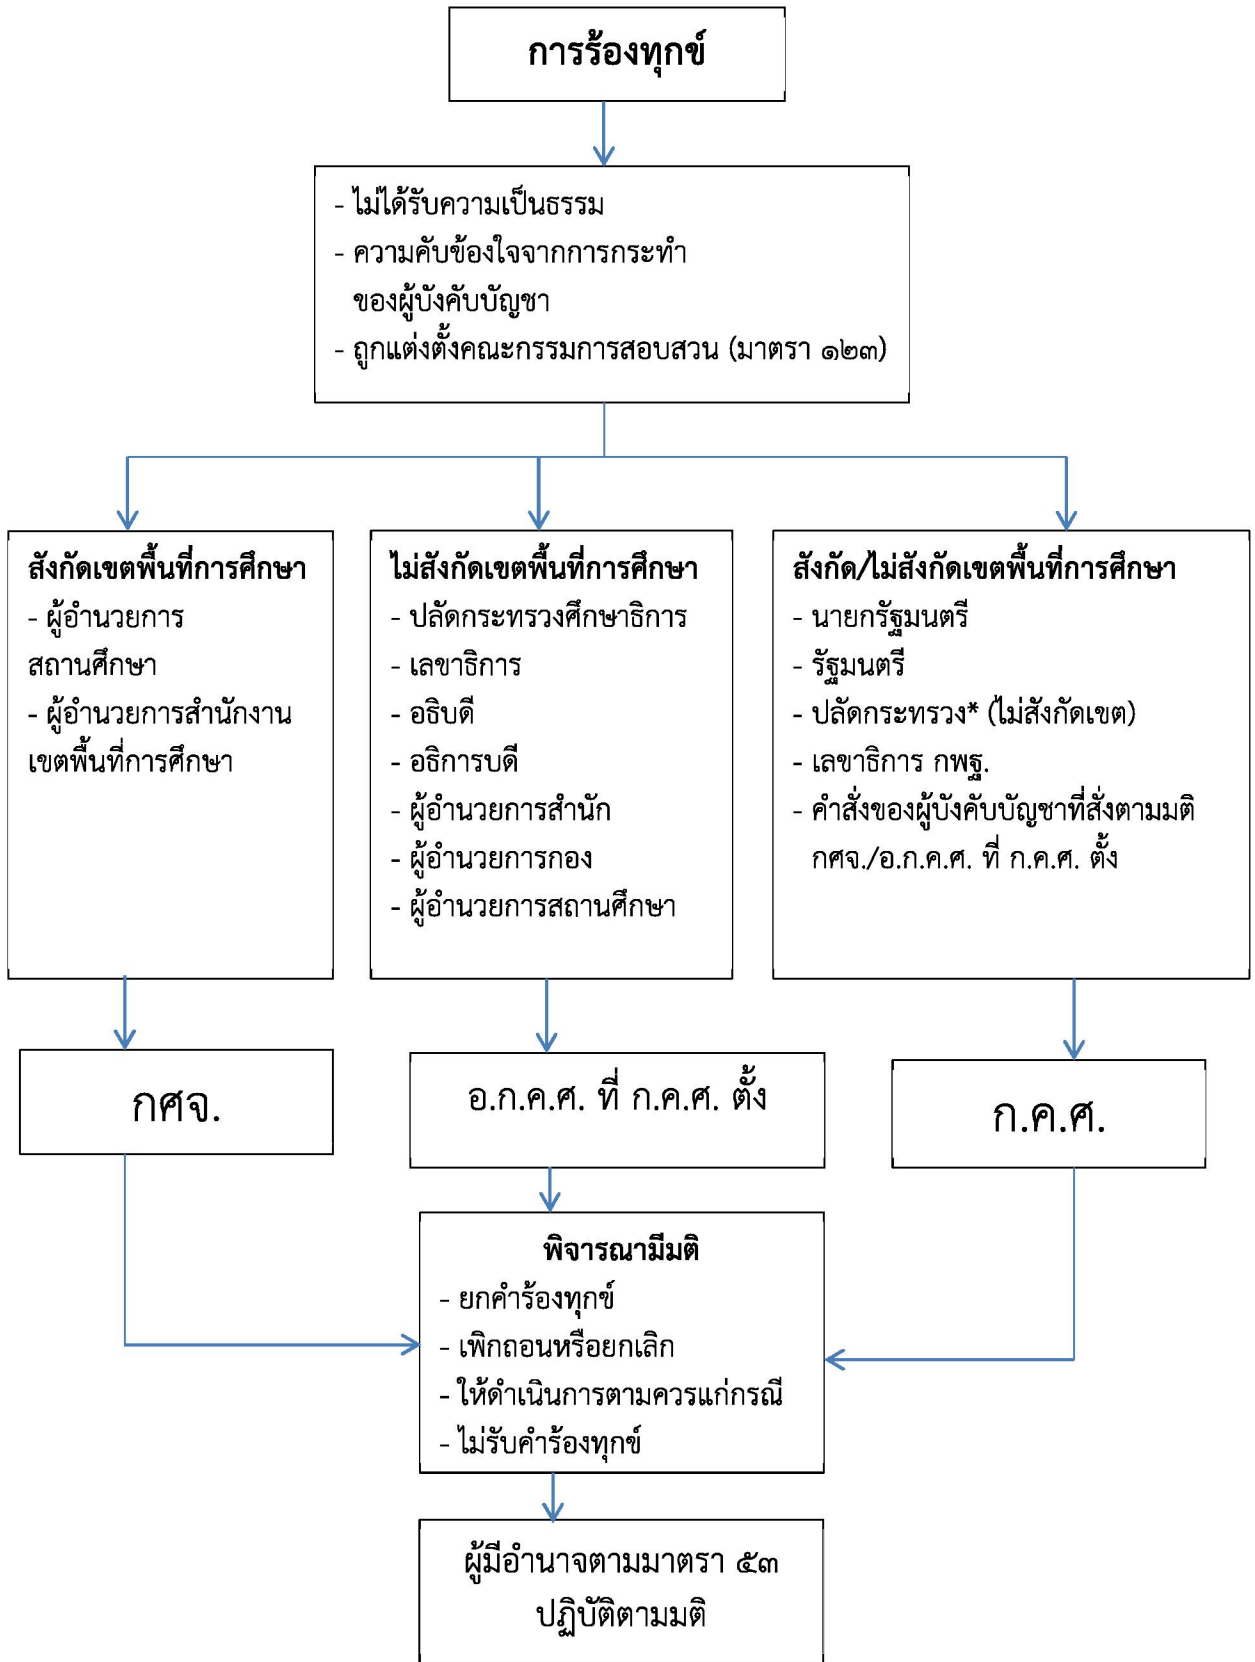 การร้องทุกข์
- ไม่ได้รับความเป็นธรรม
- ความคับข้องใจจากการกระทำ
ของผู้บังคับบัญชา
- ถูกแต่งตั้งคณะกรรมการสอบสวน (มาตรา ๑๒๓)
สังกัดเขตพื้นที่การศึกษา
- ผู้อำนวยการ
สถานศึกษา
- ผู้อำนวยการสำนักงาน
เขตพื้นที่การศึกษา
ไม่สังกัดเขตพื้นที่การศึกษา
- ปลัดกระทรวงศึกษาธิการ
- เลขาธิการ
- อธิบดี
- อธิการบดี
- ผู้อำนวยการสำนัก
- ผู้อำนวยการกอง
- ผู้อำนวยการสถานศึกษา
สังกัด/ไม่สังกัดเขตพื้นที่การศึกษา
- นายกรัฐมนตรี
- รัฐมนตรี
- ปลัดกระทรวง* (ไม่สังกัดเขต)
- เลขาธิการ กพฐ.
- คำสั่งของผู้บังคับบัญชาที่สั่งตามมติ
กศจ./อ.ก.ค.ศ. ที่ ก.ค.ศ. ตั้ง
กศจ.
อ.ก.ค.ศ. ที่ ก.ค.ศ. ตั้ง
ก.ค.ศ.
พิจารณามีมติ
- ยกคำร้องทุกข์
- เพิกถอนหรือยกเลิก
- ให้ดำเนินการตามควรแก่กรณี
- ไม่รับคำร้องทุกข์
ผู้มีอำนาจตามมาตรา ๕๓
ปฏิบัติตามมติ